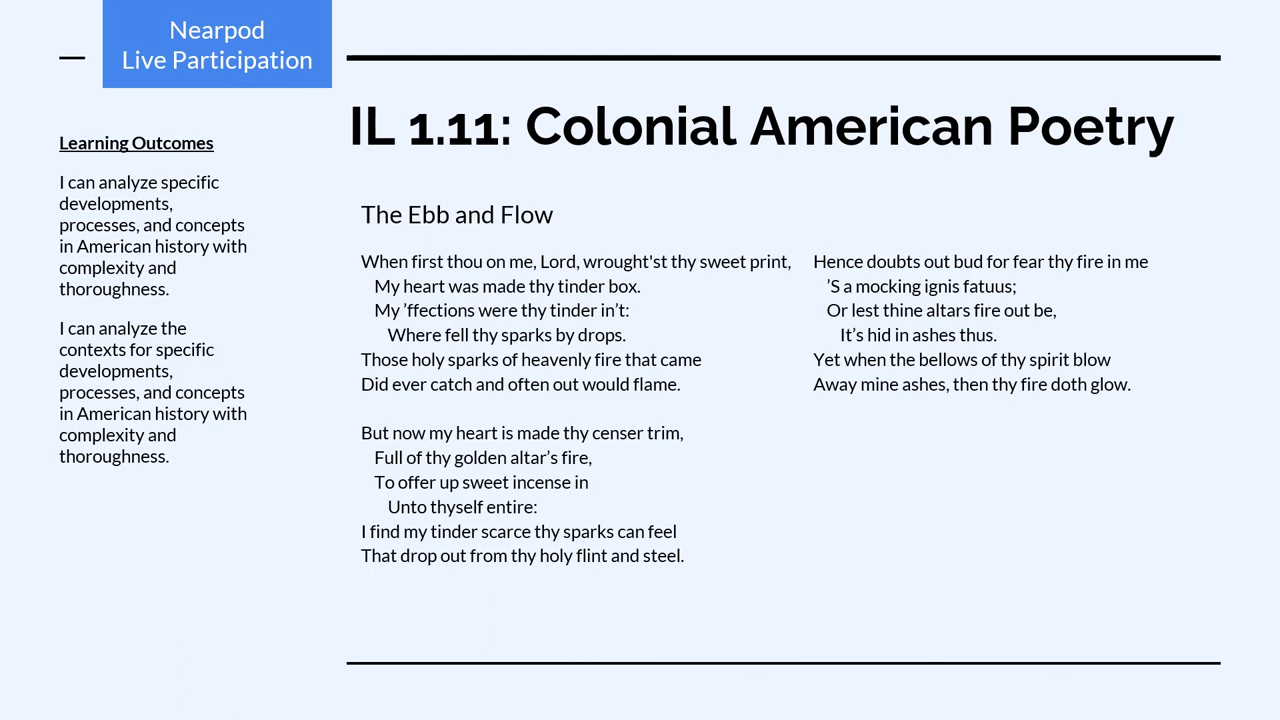 Nearpod
Live Participation
IL 1.11: Colonial American Poetry
Learning Outcomes
I can analyze specific
developments,
processes, and concepts
in American history with
complexity and
thoroughness.
I can analyze the
contexts for specific
developments,
processes, and concepts
in American history with
complexity and
thoroughness.
The Ebb and Flow
When first thou on me, Lord, wrought'st thy sweet print,
My heart was made thy tinder box.
My ’ffections were thy tinder in’t:
Where fell thy sparks by drops.
Those holy sparks of heavenly fire that came
Did ever catch and often out would flame.
But now my heart is made thy censer trim,
Full of thy golden altar’s fire,
To offer up sweet incense in
Unto thyself entire:
I find my tinder scarce thy sparks can feel
That drop out from thy holy flint and steel.
Hence doubts out bud for fear thy fire in me
’S a mocking ignis fatuus;
Or lest thine altars fire out be,
It’s hid in ashes thus.
Yet when the bellows of thy spirit blow
Away mine ashes, then thy fire doth glow.